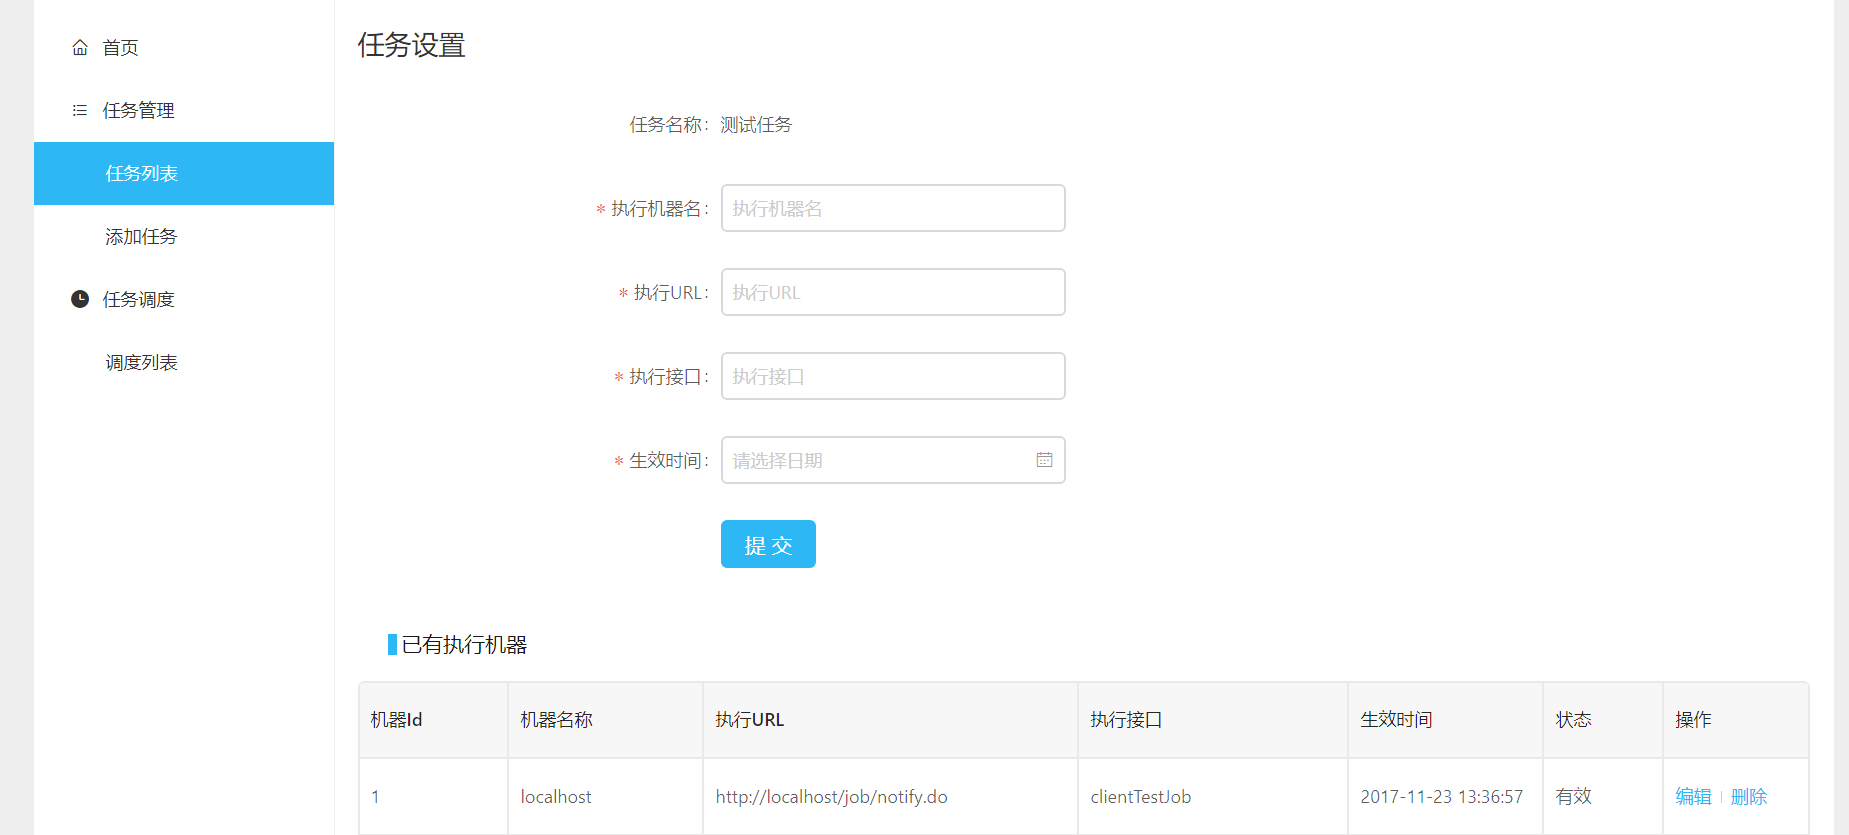 首页
任务管理
任务列表
添加任务
任务调度
调度列表
任务设置
任务名称： 测试任务
* 执行机器名： 执行机器名
* 执行URL： 执行URL
* 执行接口： 执行接口
* 生效时间： 请选择日期
提 交
已有执行机器
机器Id 机器名称 执行URL 执行接口 生效时间 状态 操作
1 localhost http://localhost/job/notify.do clientTestJob 2017-11-23 13:36:57 有效 编辑 | 删除